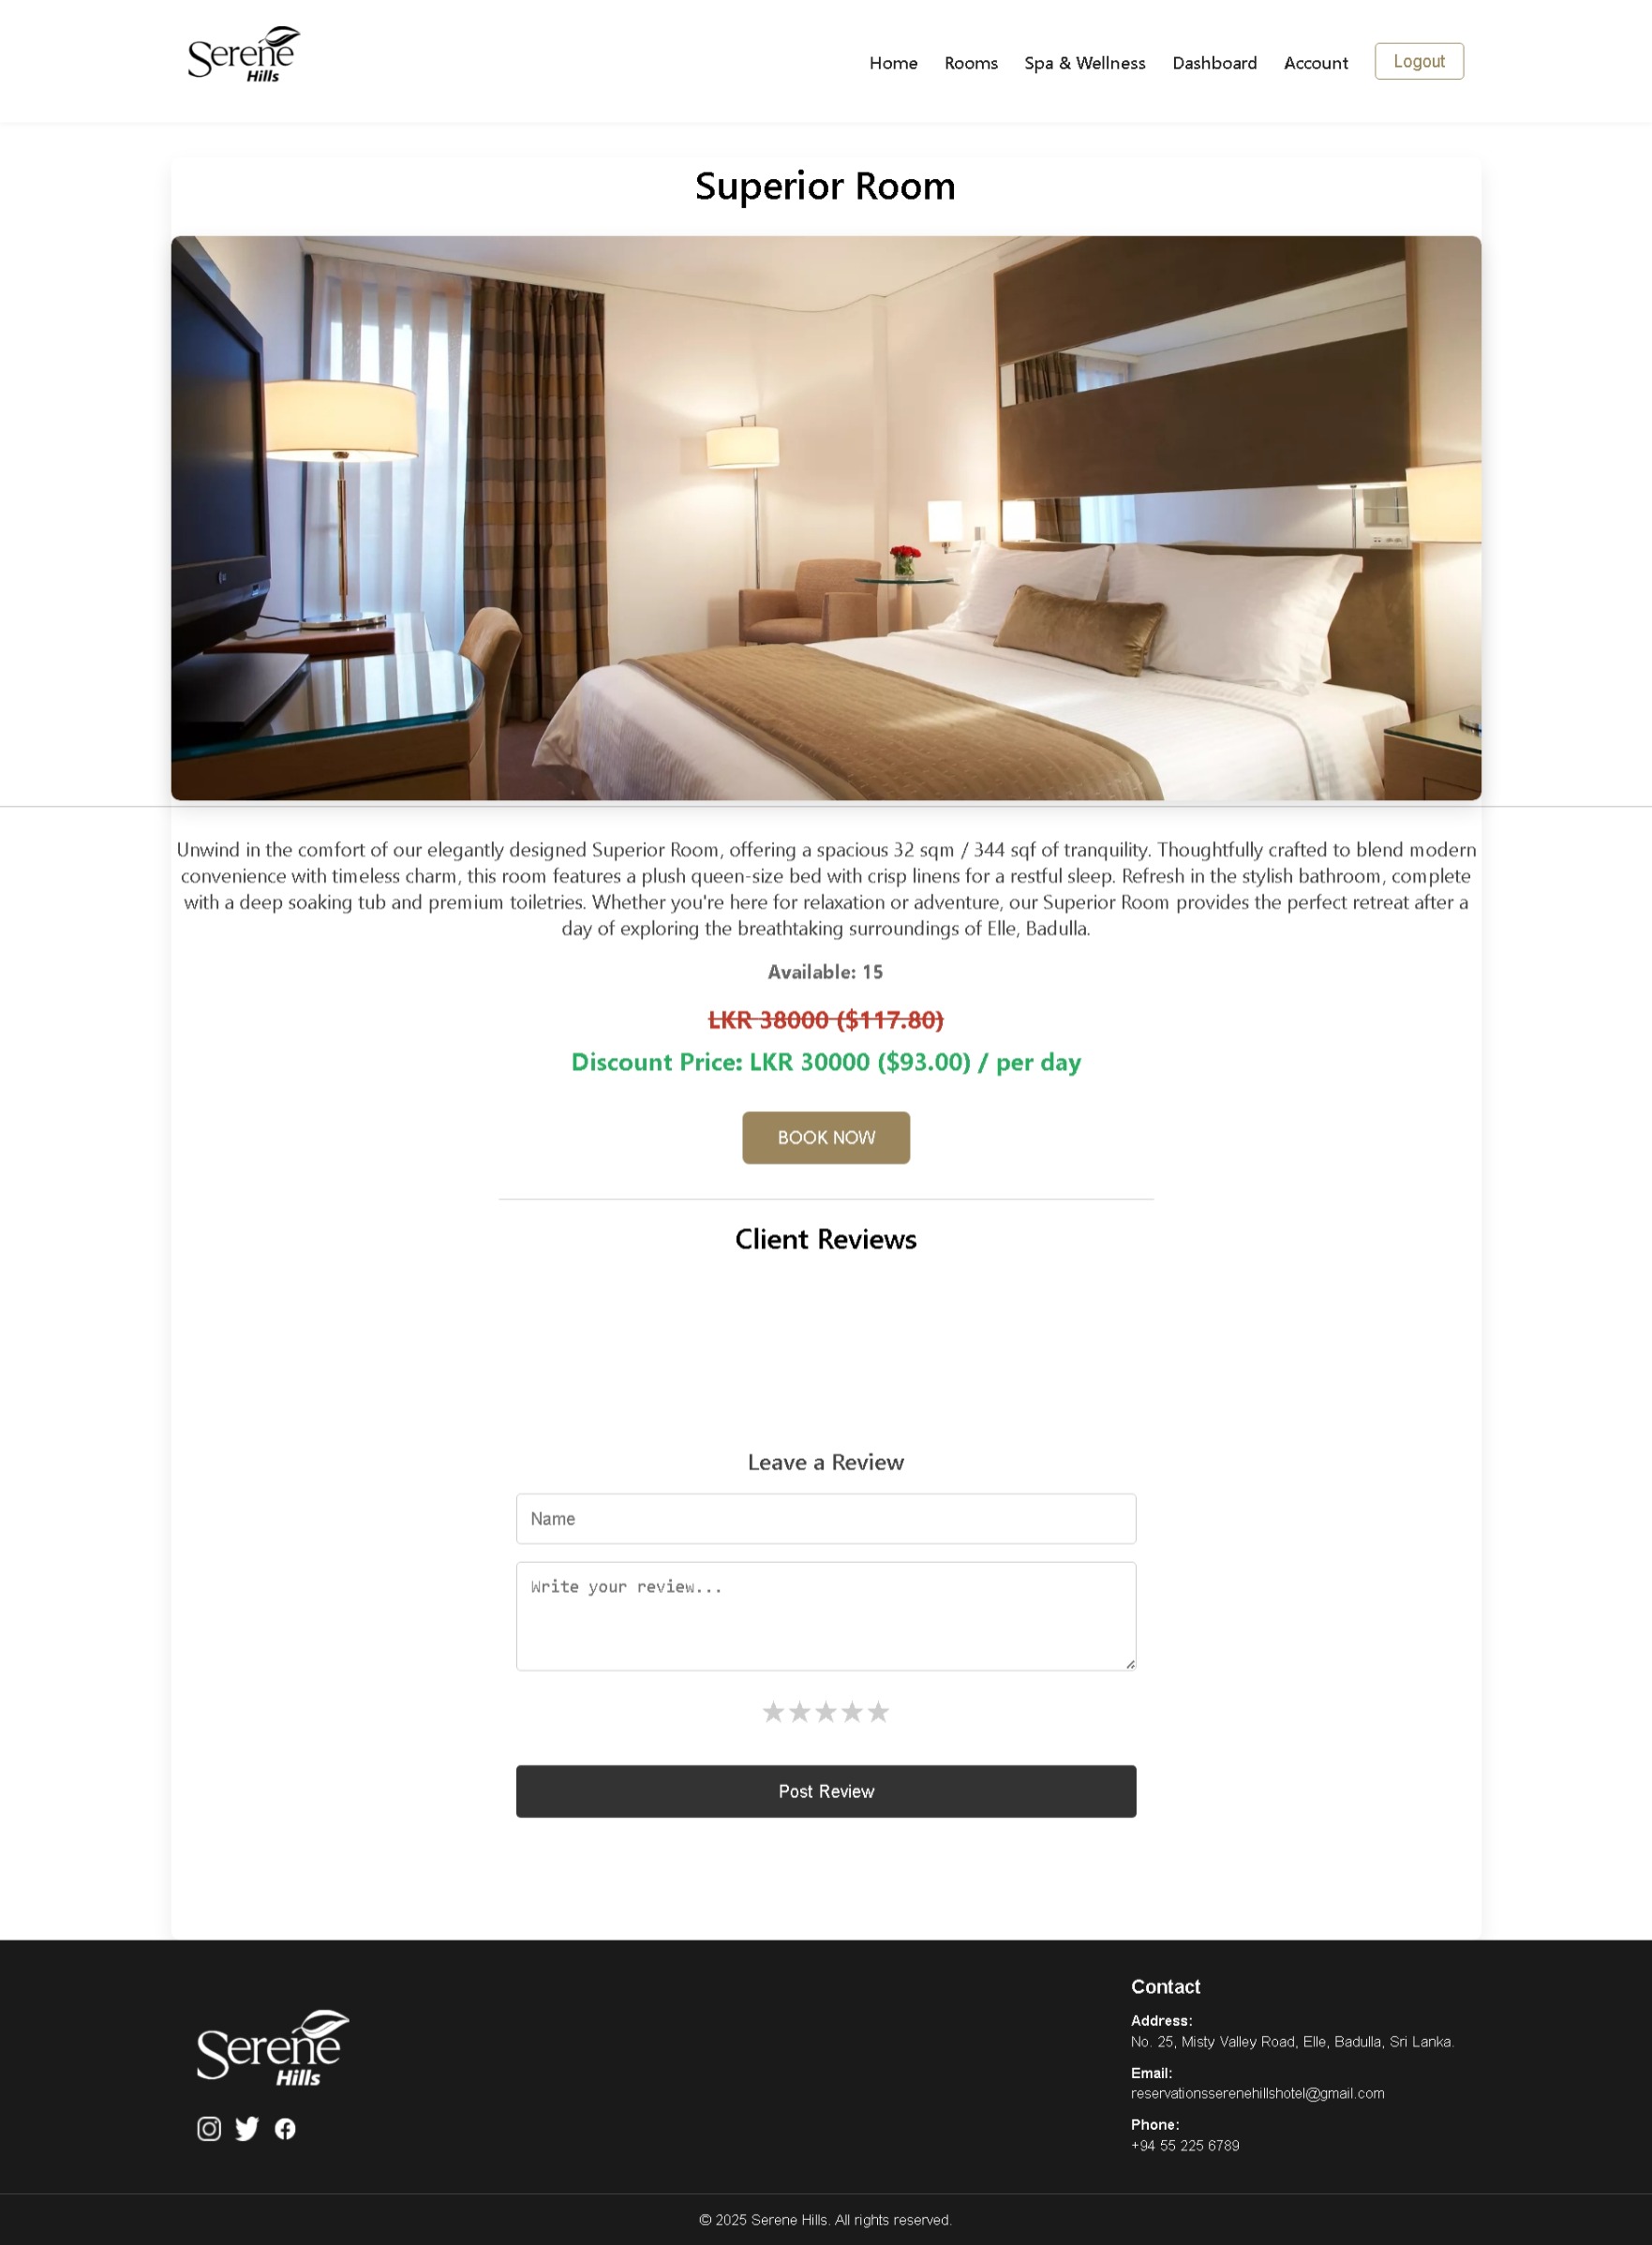 Serene
Hills
Home Rooms Spa & Wellness Dashboard Account Logout
Superior Room
Unwind in the comfort of our elegantly designed Superior Room, offering a spacious 32 sqm / 344 sqf of tranquility. Thoughtfully crafted to blend modern
convenience with timeless charm, this room features a plush queen-size bed with crisp linens for a restful sleep. Refresh in the stylish bathroom, complete
with a deep soaking tub and premium toiletries. Whether you're here for relaxation or adventure, our Superior Room provides the perfect retreat after a
day of exploring the breathtaking surroundings of Elle, Badulla.
Available: 15
LKR 38000 ($117.80)
Discount Price: LKR 30000 ($93.00) / per day
BOOK NOW
Client Reviews
Leave a Review
Name
Write your review...
★★★★★
Post Review
Serene
Hills
Contact
Address:
No. 25, Misty Valley Road, Elle, Badulla, Sri Lanka.
Email:
reservationsserenehillshotel@gmail.com
Phone:
+94 55 225 6789
© 2025 Serene Hills. All rights reserved.